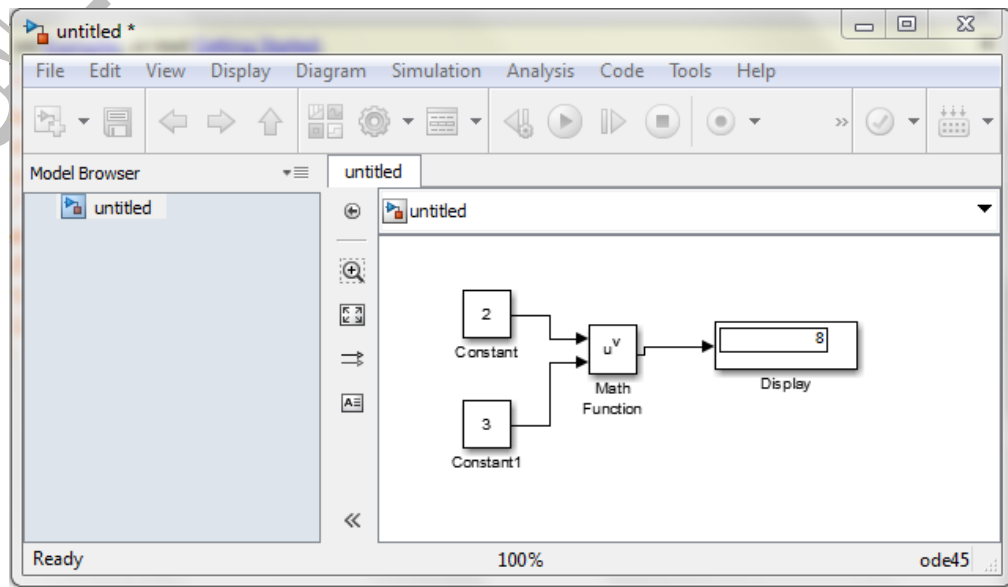 untitled *
File Edit View Display Diagram Simulation Analysis Code Tools Help
Model Browser
untitled
untitled
untitled
2
Constant
3
Constant1
u^v
Math
Function
8
Display
Ready 100% ode45